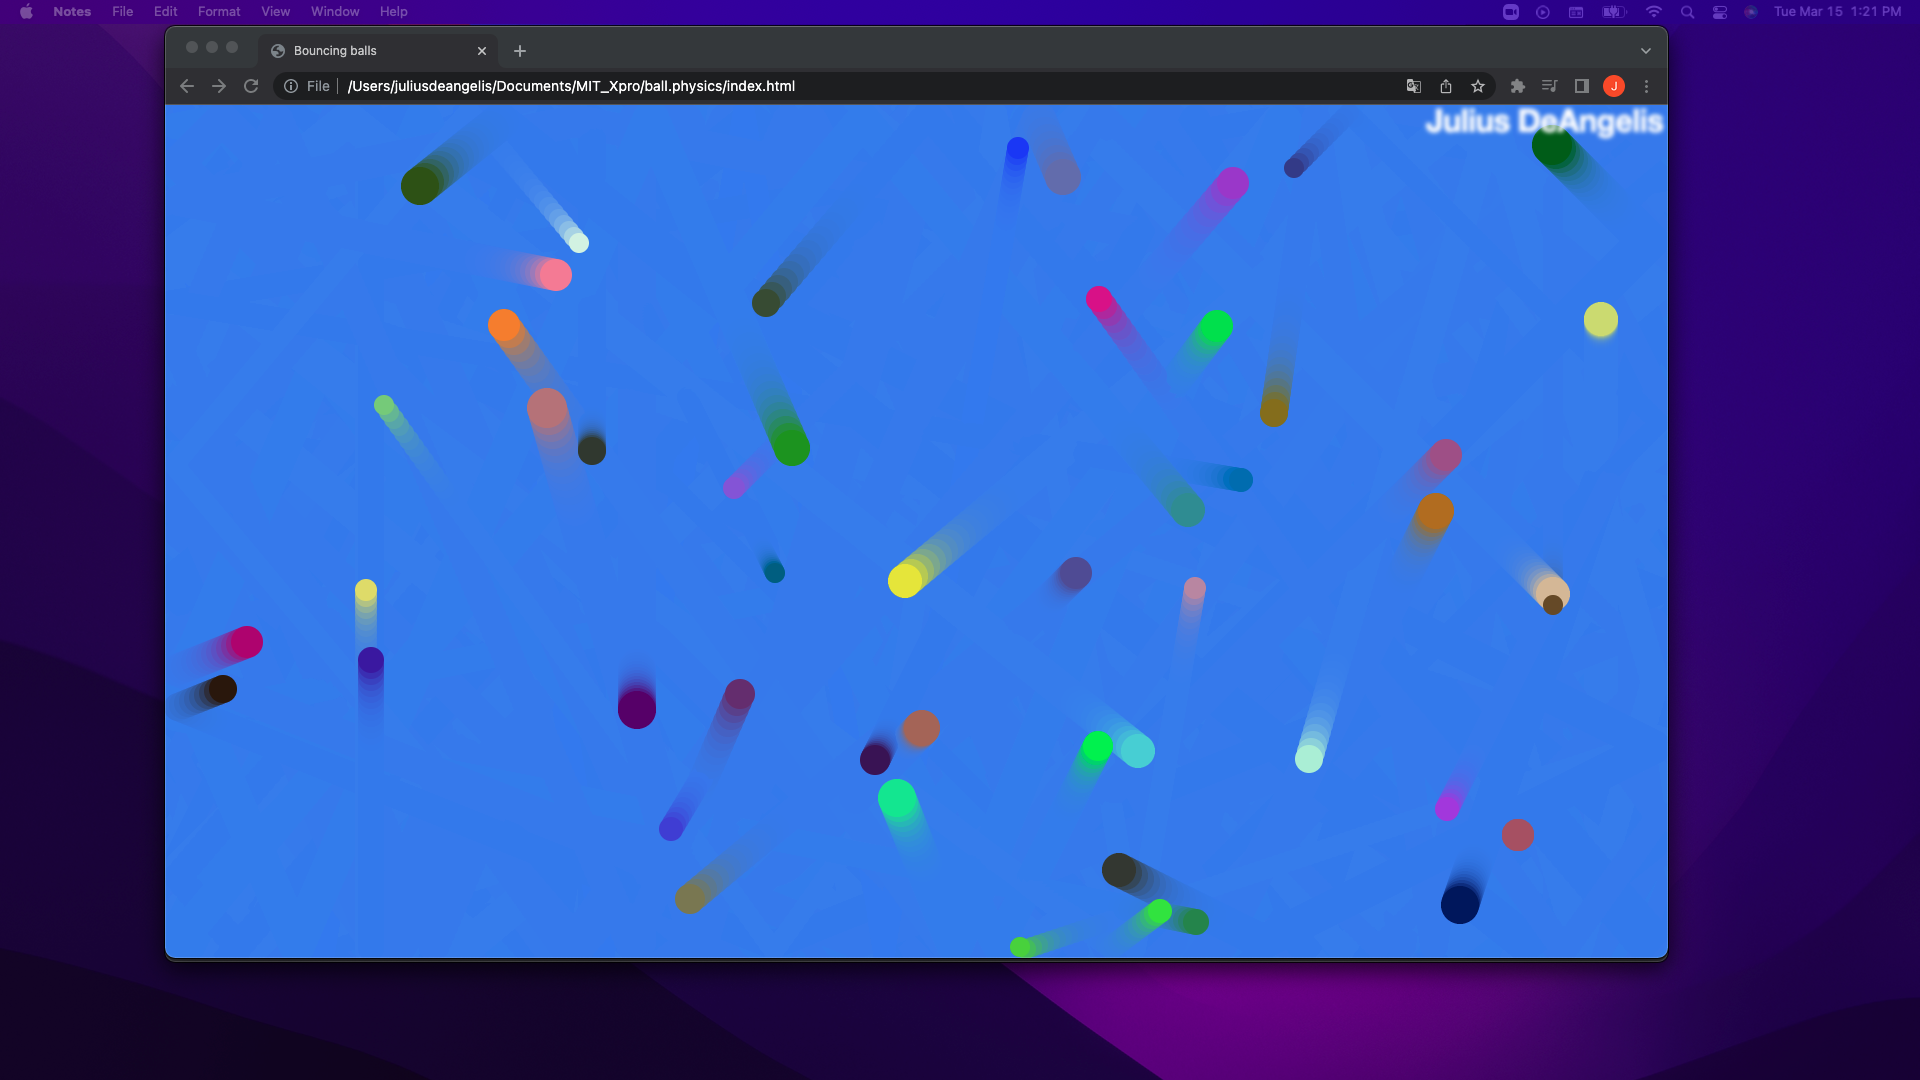 Notes File Edit Format View Window Help Tue Mar 15 1:21 PM
Bouncing balls
File /Users/juliusdeangelis/Documents/MIT_Xpro/ball.physics/index.html
J
Julius DeAngelis